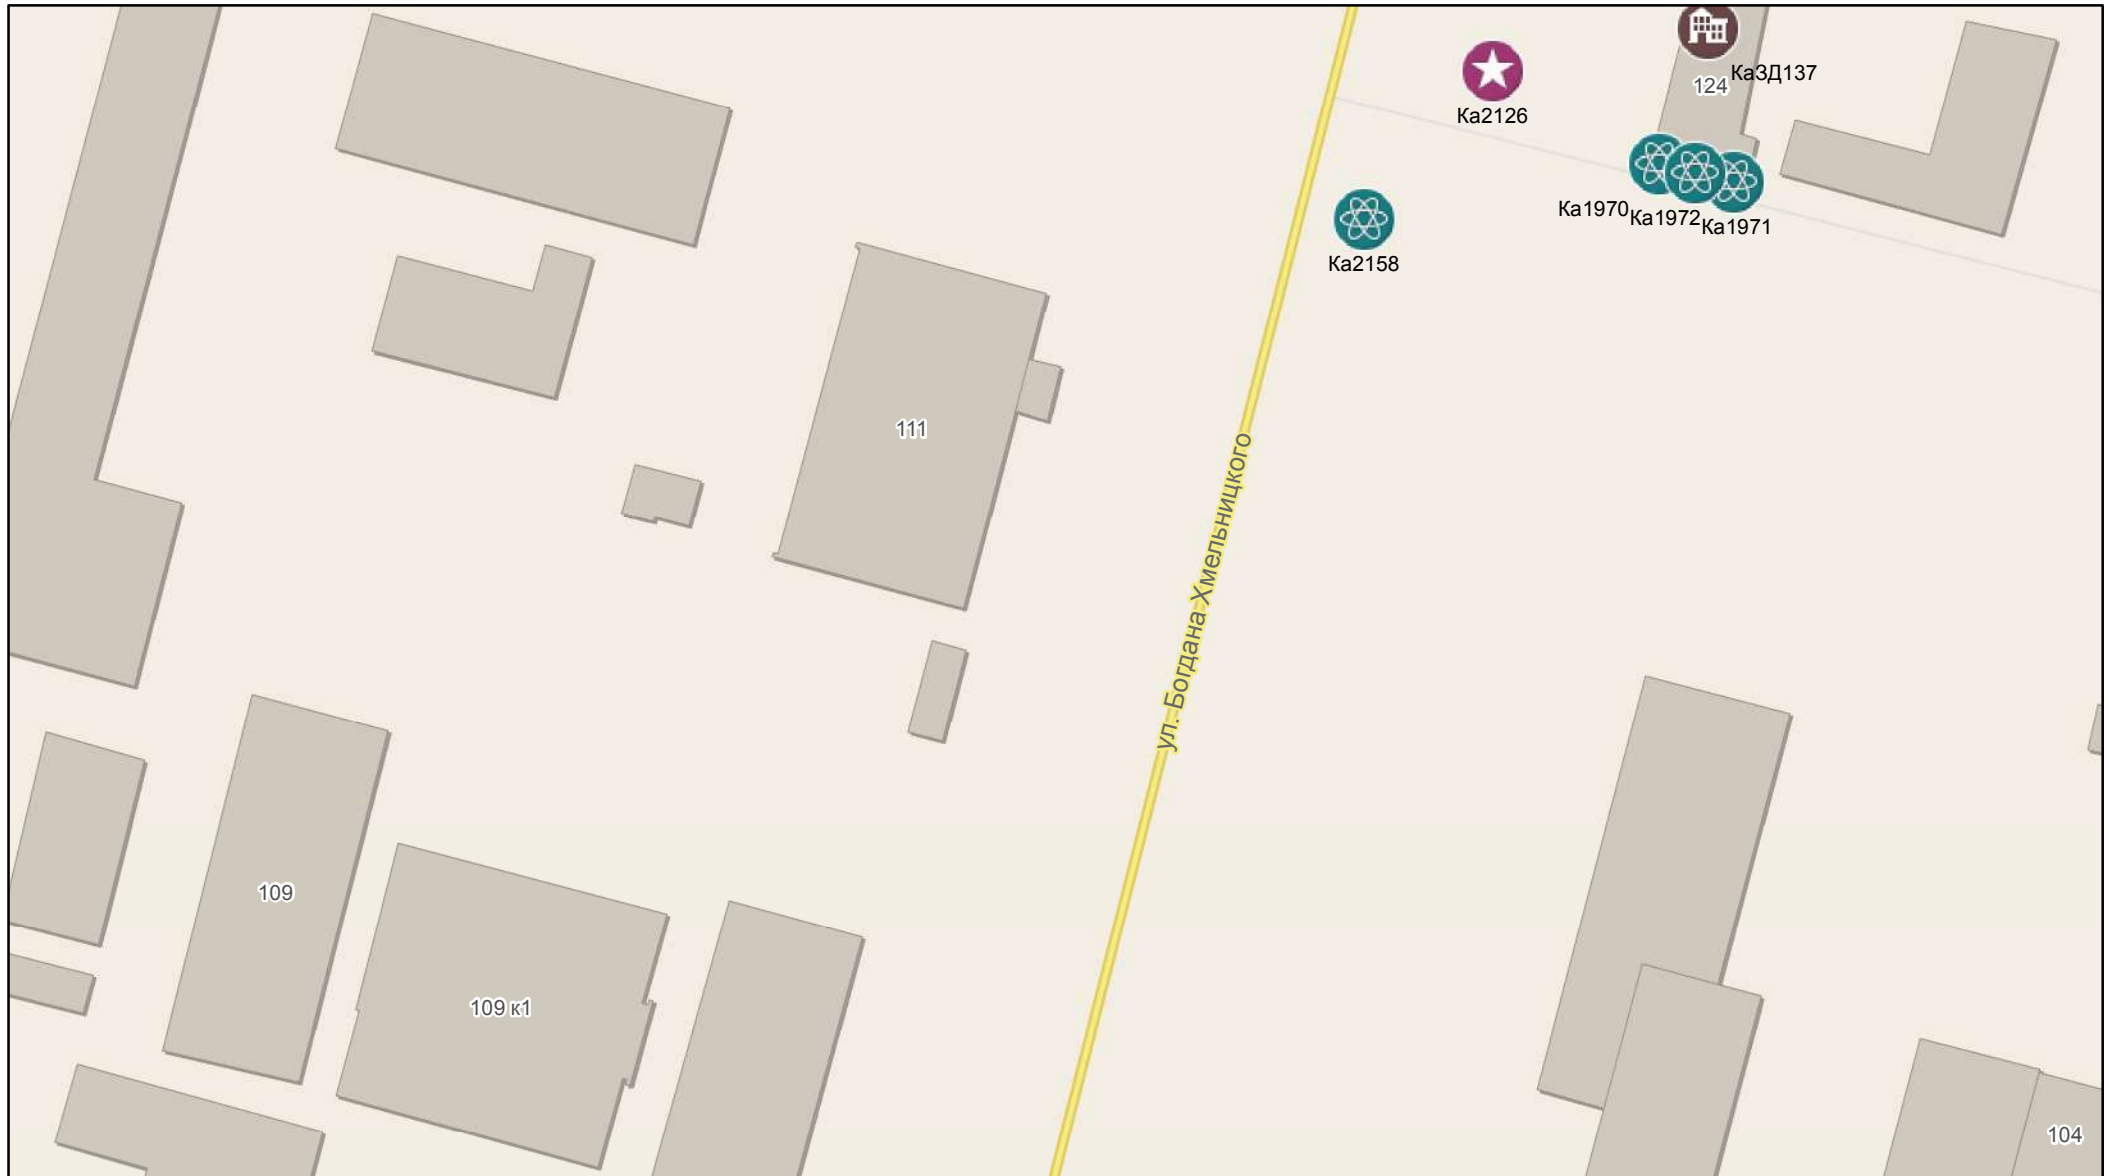 КаЗД137
124
Ка2126
Ка1970
Ка1972
Ка1971
Ка2158
111
ул. Богдана Хмельницкого
109
109 к1
104